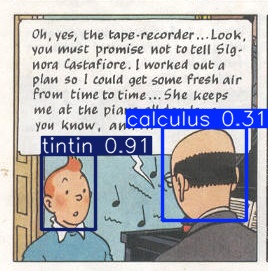 Oh, yes, the tape-recorder... Look,
you must promise not to tell Sig-
nora Castafiore. I worked out a
plan so I could get some fresh air
from time to time... She keeps
me at the piano all
you know, an
calculus 0.31
tintin 0.91